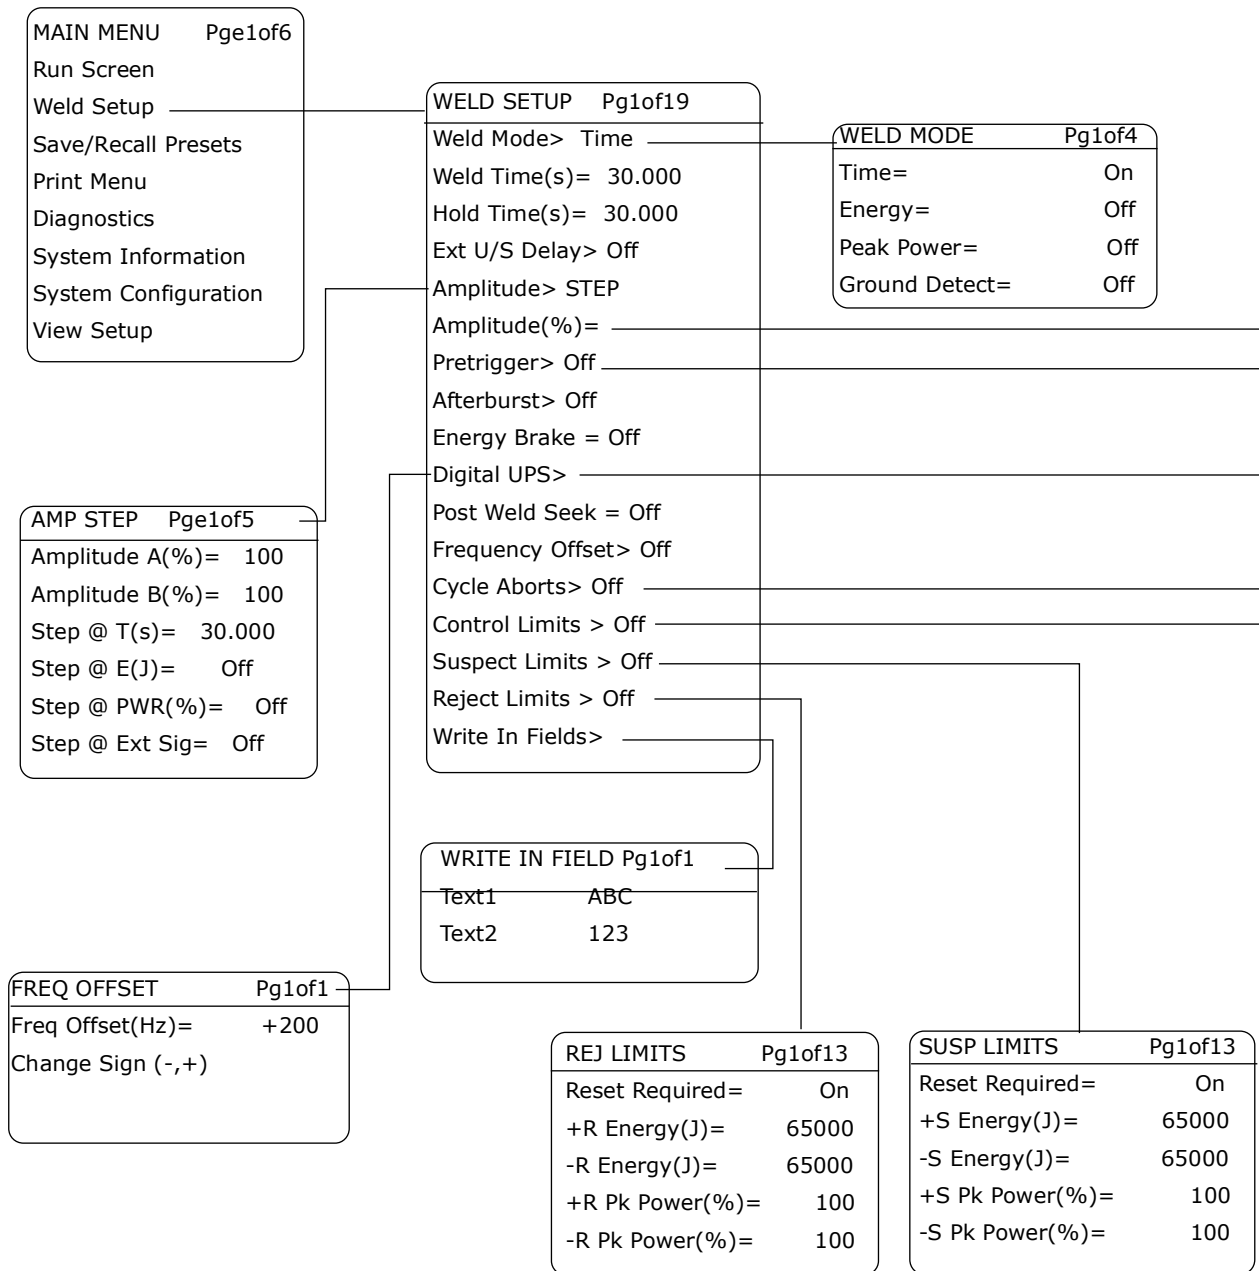 MAIN MENU Pge1of6
Run Screen
Weld Setup
Save/Recall Presets
Print Menu
Diagnostics
System Information
System Configuration
View Setup
WELD SETUP Pg1of19
Weld Mode> Time
Weld Time(s)= 30.000
Hold Time(s)= 30.000
Ext U/S Delay> Off
Amplitude> STEP
Amplitude(%)=
Pretrigger> Off
Afterburst> Off
Energy Brake = Off
Digital UPS>
Post Weld Seek = Off
Frequency Offset> Off
Cycle Aborts> Off
Control Limits > Off
Suspect Limits > Off
Reject Limits > Off
Write In Fields>
WELD MODE Pg1of4
Time= On
Energy= Off
Peak Power= Off
Ground Detect= Off
AMP STEP Pge1of5
Amplitude A(%)= 100
Amplitude B(%)= 100
Step @ T(s)= 30.000
Step @ E(J)= Off
Step @ PWR(%)= Off
Step @ Ext Sig= Off
WRITE IN FIELD Pg1of1
Text1 ABC
Text2 123
FREQ OFFSET Pg1of1
Freq Offset(Hz)= +200
Change Sign (-,+)
REJ LIMITS Pg1of13
Reset Required= On
+R Energy(J)= 65000
-R Energy(J)= 65000
+R Pk Power(%)= 100
-R Pk Power(%)= 100
SUSP LIMITS Pg1of13
Reset Required= On
+S Energy(J)= 65000
-S Energy(J)= 65000
+S Pk Power(%)= 100
-S Pk Power(%)= 100